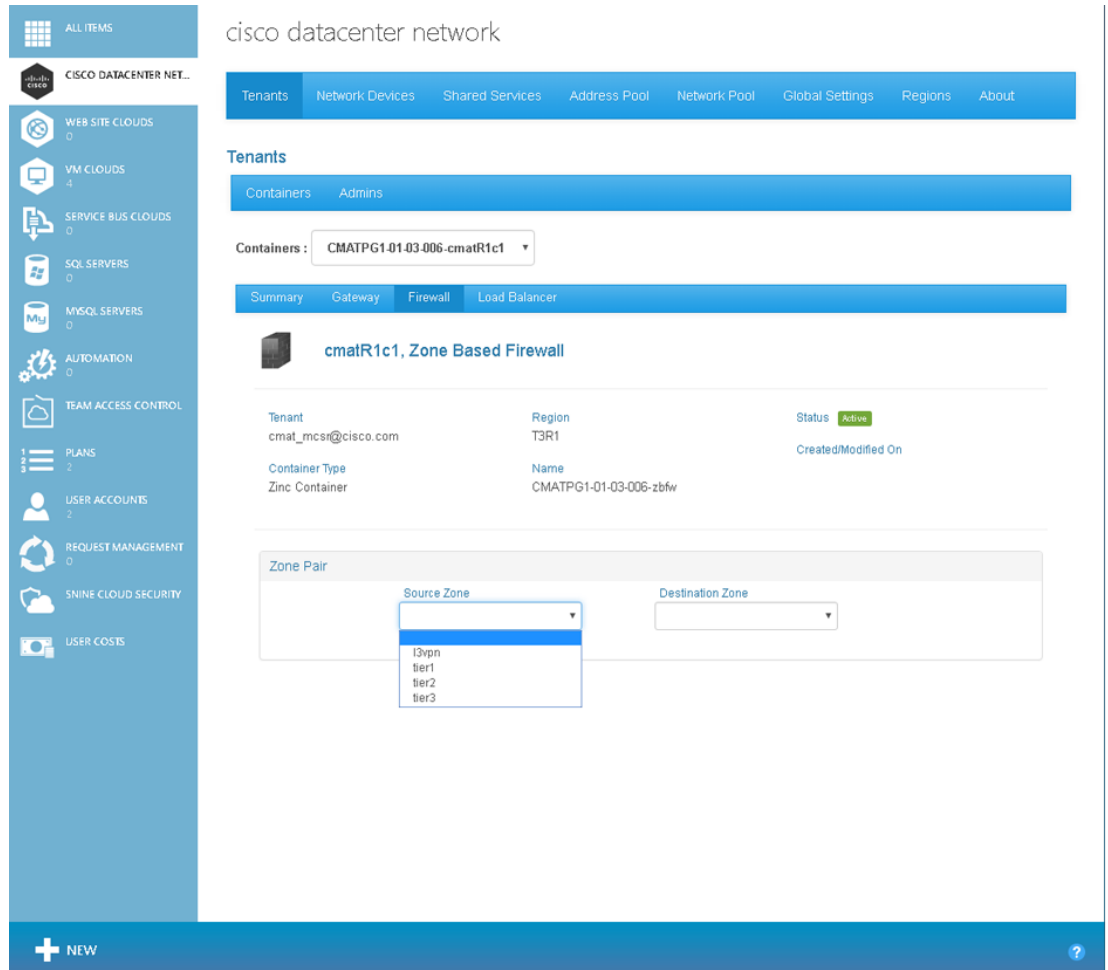 ALL ITEMS
cisco
CISCO DATACENTER NET...
WEB SITE CLOUDS
0
VM CLOUDS
4
SERVICE BUS CLOUDS
0
SQL SERVERS
0
My
MYSQL SERVERS
0
AUTOMATION
0
TEAM ACCESS CONTROL
1
2
3
PLANS
2
USER ACCOUNTS
2
REQUEST MANAGEMENT
0
SNINE CLOUD SECURITY
USER COSTS
cisco datacenter network
Tenants Network Devices Shared Services Address Pool Network Pool Global Settings Regions About
Tenants
Containers Admins
Containers : CMATPG1-01-03-006-cmatR1c1
Summary Gateway Firewall Load Balancer
cmatR1c1, Zone Based Firewall
Tenant Region Status Active
cmat_mcsr@cisco.com T3R1
Created/Modified On
Container Type Name
Zinc Container CMATPG1-01-03-006-zbfw
Zone Pair
Source Zone Destination Zone
l3vpn
tier1
tier2
tier3
NEW ?